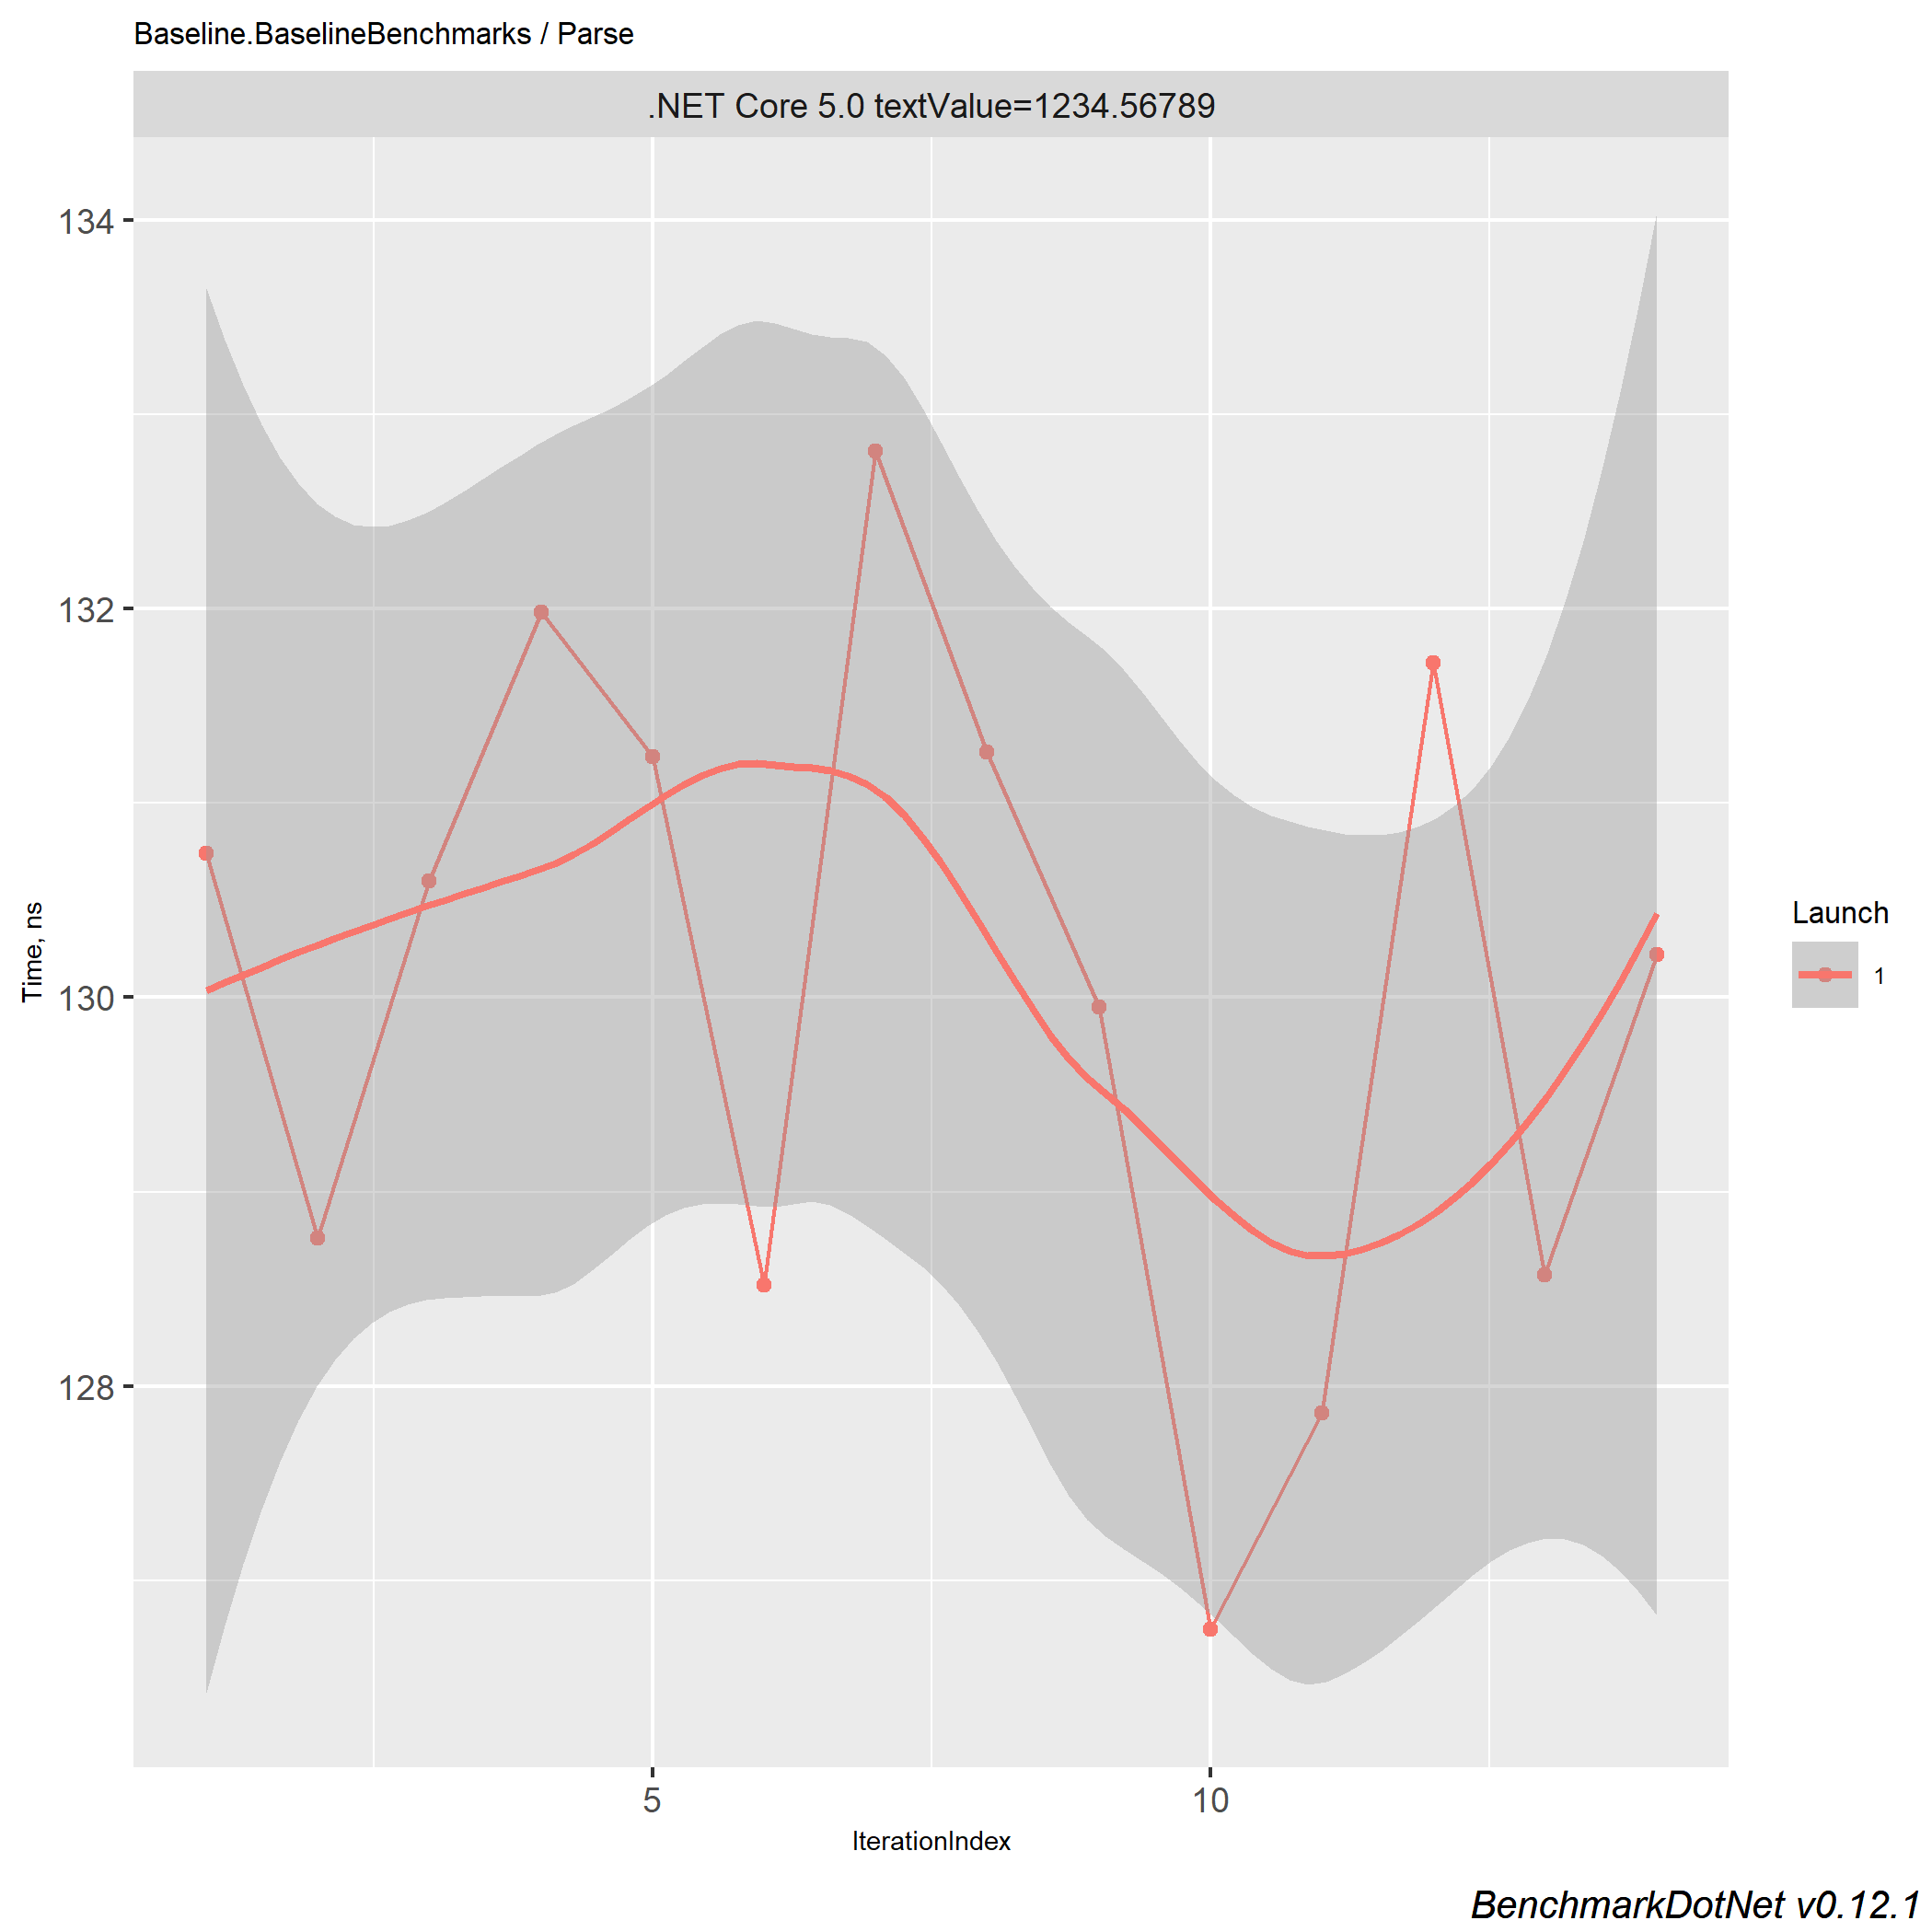 Baseline.BaselineBenchmarks / Parse
.NET Core 5.0 textValue=1234.56789
134
132
130
128
Time, ns
5
10
IterationIndex
Launch
1
BenchmarkDotNet v0.12.1